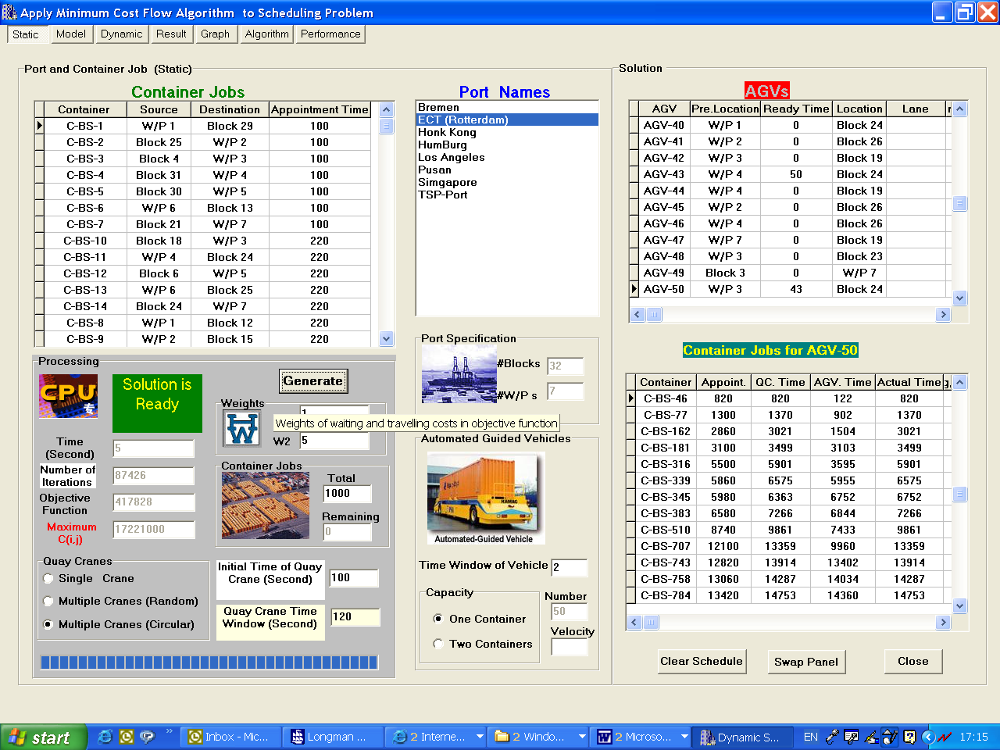 Apply Minimum Cost Flow Algorithm to Scheduling Problem
Static Model Dynamic Result Graph Algorithm Performance
Port and Container Job (Static)
Container Jobs
Container Source Destination Appointment Time
C-BS-1 W/P 1 Block 29 100
C-BS-2 Block 25 W/P 2 100
C-BS-3 Block 4 W/P 3 100
C-BS-4 Block 31 W/P 4 100
C-BS-5 Block 30 W/P 5 100
C-BS-6 W/P 6 Block 13 100
C-BS-7 Block 21 W/P 7 100
C-BS-10 Block 18 W/P 3 220
C-BS-11 W/P 4 Block 24 220
C-BS-12 Block 6 W/P 5 220
C-BS-13 W/P 6 Block 25 220
C-BS-14 Block 24 W/P 7 220
C-BS-8 W/P 1 Block 12 220
C-BS-9 W/P 2 Block 15 220
Port Names
Bremen
ECT (Rotterdam)
Honk Kong
HumBurg
Los Angeles
Pusan
Simgapore
TSP-Port
Processing
CPU
专
Solution is
Ready
Generate
Weights
W
1
Weights of waiting and travelling costs in objective function
W2 5
Time
(Second) 5
Number of
Iterations 87426
Objective
Function 417828
Maximum
C(i,j) 17221000
Container Jobs
Total
1000
Remaining
0
Quay Cranes
Single Crane
Multiple Cranes (Random)
Multiple Cranes (Circular)
Initial Time of Quay
Crane (Second) 100
Quay Crane Time
Window (Second) 120
Port Specification
#Blocks 32
#W/P s 7
Automated Guided Vehicles
Automated-Guided Vehicle
Time Window of Vehicle 2
Capacity
One Container
Two Containers
Number
50
Velocity
Solution
AGVs
AGV Pre.Location Ready Time Location Lane
AGV-40 W/P 1 0 Block 24
AGV-41 W/P 2 0 Block 26
AGV-42 W/P 3 0 Block 19
AGV-43 W/P 4 50 Block 24
AGV-44 W/P 4 0 Block 19
AGV-45 W/P 2 0 Block 26
AGV-46 W/P 4 0 Block 26
AGV-47 W/P 7 0 Block 19
AGV-48 W/P 3 0 Block 23
AGV-49 Block 3 0 W/P 7
AGV-50 W/P 3 43 Block 24
Container Jobs for AGV-50
Container Appoint. QC. Time AGV. Time Actual Time
C-BS-46 820 820 122 820
C-BS-77 1300 1370 902 1370
C-BS-162 2860 3021 1504 3021
C-BS-181 3100 3499 3103 3499
C-BS-316 5500 5901 3595 5901
C-BS-339 5860 6575 5955 6575
C-BS-345 5980 6363 6752 6752
C-BS-383 6580 7266 6844 7266
C-BS-510 8740 9861 7433 9861
C-BS-707 12100 13359 9960 13359
C-BS-743 12820 13914 13402 13914
C-BS-758 13060 14287 14034 14287
C-BS-784 13420 14753 14360 14753
Clear Schedule Swap Panel Close
start Inbox - Mic... Longman ... 2 Interne... 2 Windo... 2 Microso... Dynamic S... EN 17:15